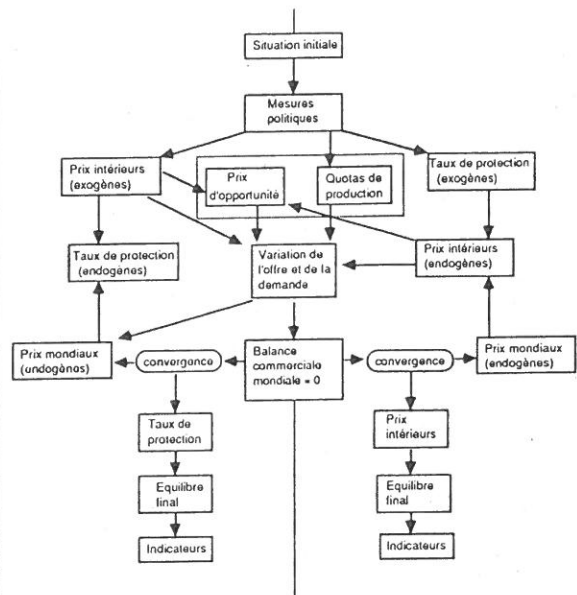 Situation initiale
Mesures
politiques
Prix intérieurs
(exogènes)
Prix
d'opportunité
Quotas de
production
Taux de protection
(exogènes)
Taux de protection
(endogènes)
Variation de
l'offre et de la
demande
Prix intérieurs
(endogènes)
Prix mondiaux
(undogènes)
convergence
Balance
commerciale
mondiale = 0
convergence
Prix mondiaux
(endogènes)
Taux de
protection
Prix
intérieurs
Equilibre
final
Equilibre
final
Indicateurs
Indicateurs